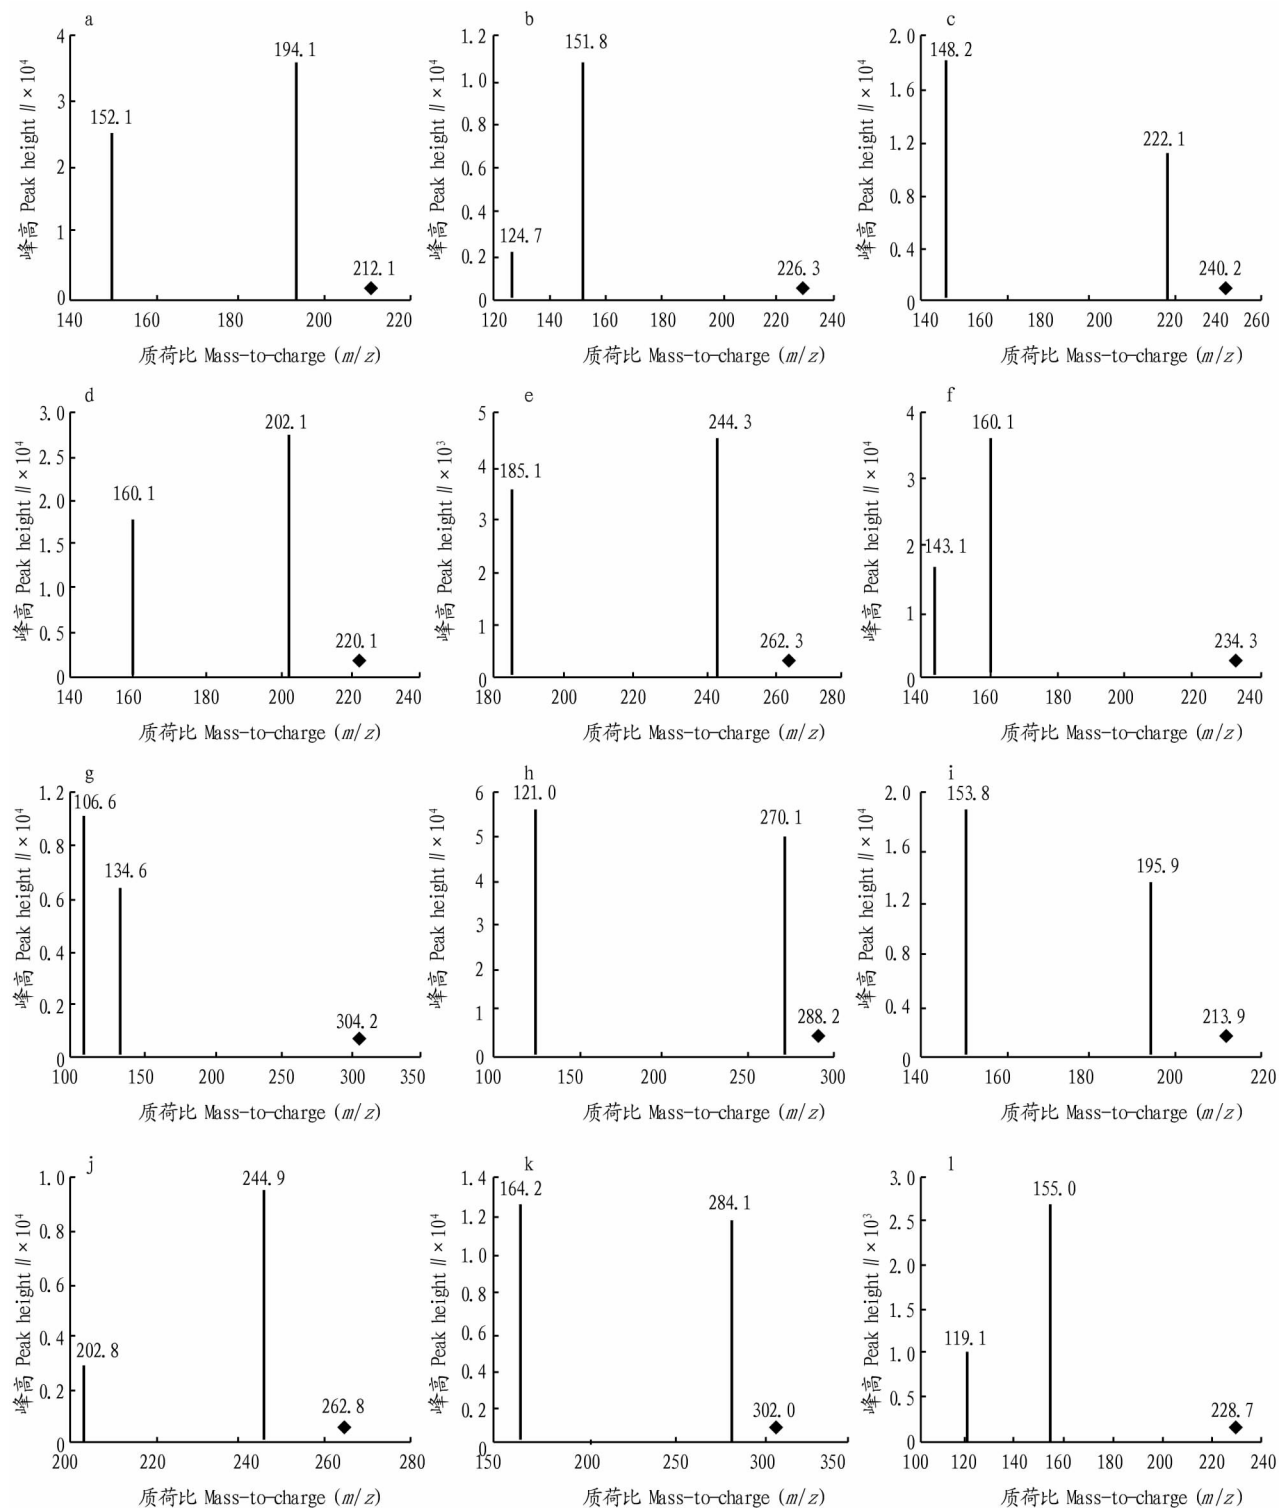 a
4
3
2
1
0
152.1
194.1
212.1
140 160 180 200 220
峰高 Peak height∥×10⁴
质荷比 Mass-to-charge (m/z)
b
1.2
1.0
0.8
0.6
0.4
0.2
0
124.7
151.8
226.3
120 140 160 180 200 220 240
峰高 Peak height∥×10⁴
质荷比 Mass-to-charge (m/z)
c
2.0
1.6
1.2
0.8
0.4
0
148.2
222.1
240.2
140 160 180 200 220 240 260
峰高 Peak height∥×10⁴
质荷比 Mass-to-charge (m/z)
d
3.0
2.5
2.0
1.5
1.0
0.5
0
160.1
202.1
220.1
140 160 180 200 220 240
峰高 Peak height∥×10⁴
质荷比 Mass-to-charge (m/z)
e
5
4
3
2
1
0
185.1
244.3
262.3
180 200 220 240 260 280
峰高 Peak height∥×10³
质荷比 Mass-to-charge (m/z)
f
4
3
2
1
0
143.1
160.1
234.3
140 160 180 200 220 240
峰高 Peak height∥×10⁴
质荷比 Mass-to-charge (m/z)
g
1.2
0.8
0.6
0.4
0.2
0
106.6
134.6
304.2
100 150 200 250 300 350
峰高 Peak height∥×10⁴
质荷比 Mass-to-charge (m/z)
h
6
5
4
3
2
1
0
121.0
270.1
288.2
100 150 200 250 300
峰高 Peak height∥×10⁴
质荷比 Mass-to-charge (m/z)
i
2.0
1.6
1.2
0.8
0.4
0
153.8
195.9
213.9
140 160 180 200 220
峰高 Peak height∥×10⁴
质荷比 Mass-to-charge (m/z)
j
1.0
0.8
0.6
0.4
0.2
0
202.8
244.9
262.8
200 220 240 260 280
峰高 Peak height∥×10⁴
质荷比 Mass-to-charge (m/z)
k
1.4
1.2
1.0
0.8
0.6
0.4
0.2
0
164.2
284.1
302.0
150 200 250 300 350
峰高 Peak height∥×10⁴
质荷比 Mass-to-charge (m/z)
l
3.0
2.5
2.0
1.5
1.0
0.5
0
119.1
155.0
228.7
100 120 140 160 180 200 220 240
峰高 Peak height∥×10³
质荷比 Mass-to-charge (m/z)